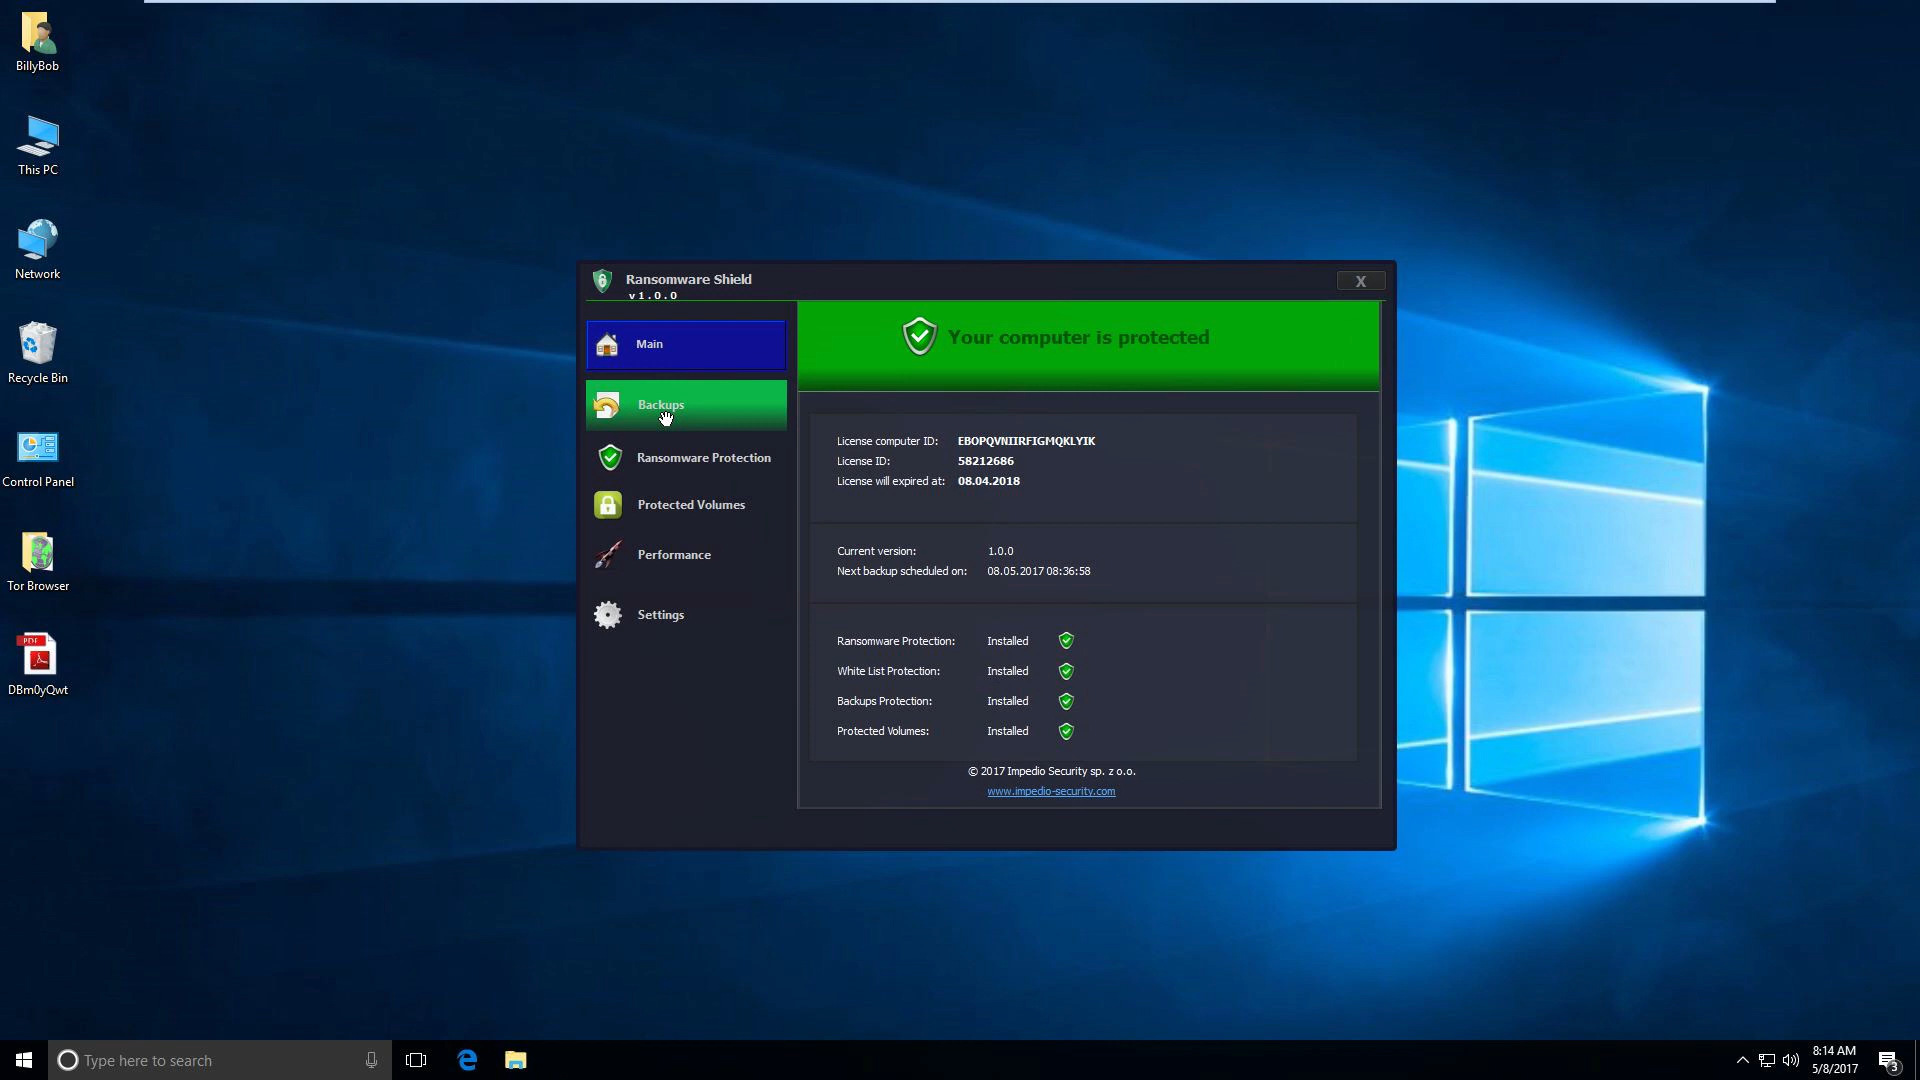 BillyBob
This PC
Network
Recycle Bin
Control Panel
Tor Browser
PDF
DBm0yQwt
Ransomware Shield
v 1 . 0 . 0
X
Main
Backups
Ransomware Protection
Protected Volumes
Performance
Settings
Your computer is protected
License computer ID: EBOPQVNIIRFIGMQKLYIK
License ID: 58212686
License will expired at: 08.04.2018
Current version: 1.0.0
Next backup scheduled on: 08.05.2017 08:36:58
Ransomware Protection: Installed
White List Protection: Installed
Backups Protection: Installed
Protected Volumes: Installed
© 2017 Impedio Security sp. z o.o.
www.impedio-security.com
Type here to search
8:14 AM
5/8/2017
3